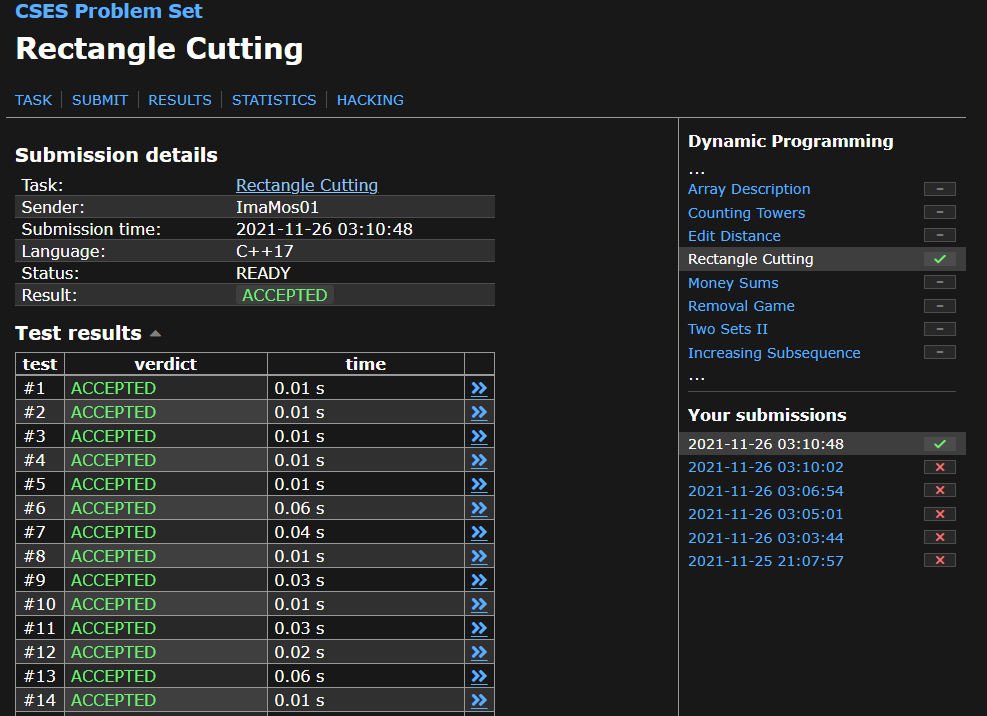 CSES Problem Set
Rectangle Cutting
TASK SUBMIT RESULTS STATISTICS HACKING
Submission details
Task: Rectangle Cutting
Sender: ImaMos01
Submission time: 2021-11-26 03:10:48
Language: C++17
Status: READY
Result: ACCEPTED
Test results
test verdict time
#1 ACCEPTED 0.01 s »
#2 ACCEPTED 0.01 s »
#3 ACCEPTED 0.01 s »
#4 ACCEPTED 0.01 s »
#5 ACCEPTED 0.01 s »
#6 ACCEPTED 0.06 s »
#7 ACCEPTED 0.04 s »
#8 ACCEPTED 0.01 s »
#9 ACCEPTED 0.03 s »
#10 ACCEPTED 0.01 s »
#11 ACCEPTED 0.03 s »
#12 ACCEPTED 0.02 s »
#13 ACCEPTED 0.06 s »
#14 ACCEPTED 0.01 s »
Dynamic Programming
...
Array Description –
Counting Towers –
Edit Distance –
Rectangle Cutting ✓
Money Sums –
Removal Game –
Two Sets II –
Increasing Subsequence –
...
Your submissions
2021-11-26 03:10:48 ✓
2021-11-26 03:10:02 ×
2021-11-26 03:06:54 ×
2021-11-26 03:05:01 ×
2021-11-26 03:03:44 ×
2021-11-25 21:07:57 ×